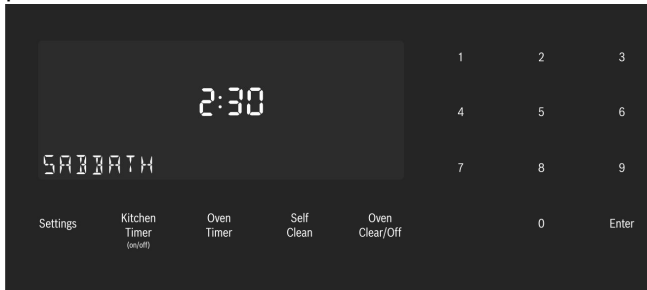 1 2 3
2:30
4 5 6
SABBATH
7 8 9
Settings
Kitchen
Timer
(on/off)
Oven
Timer
Self
Clean
Oven
Clear/Off
0 Enter